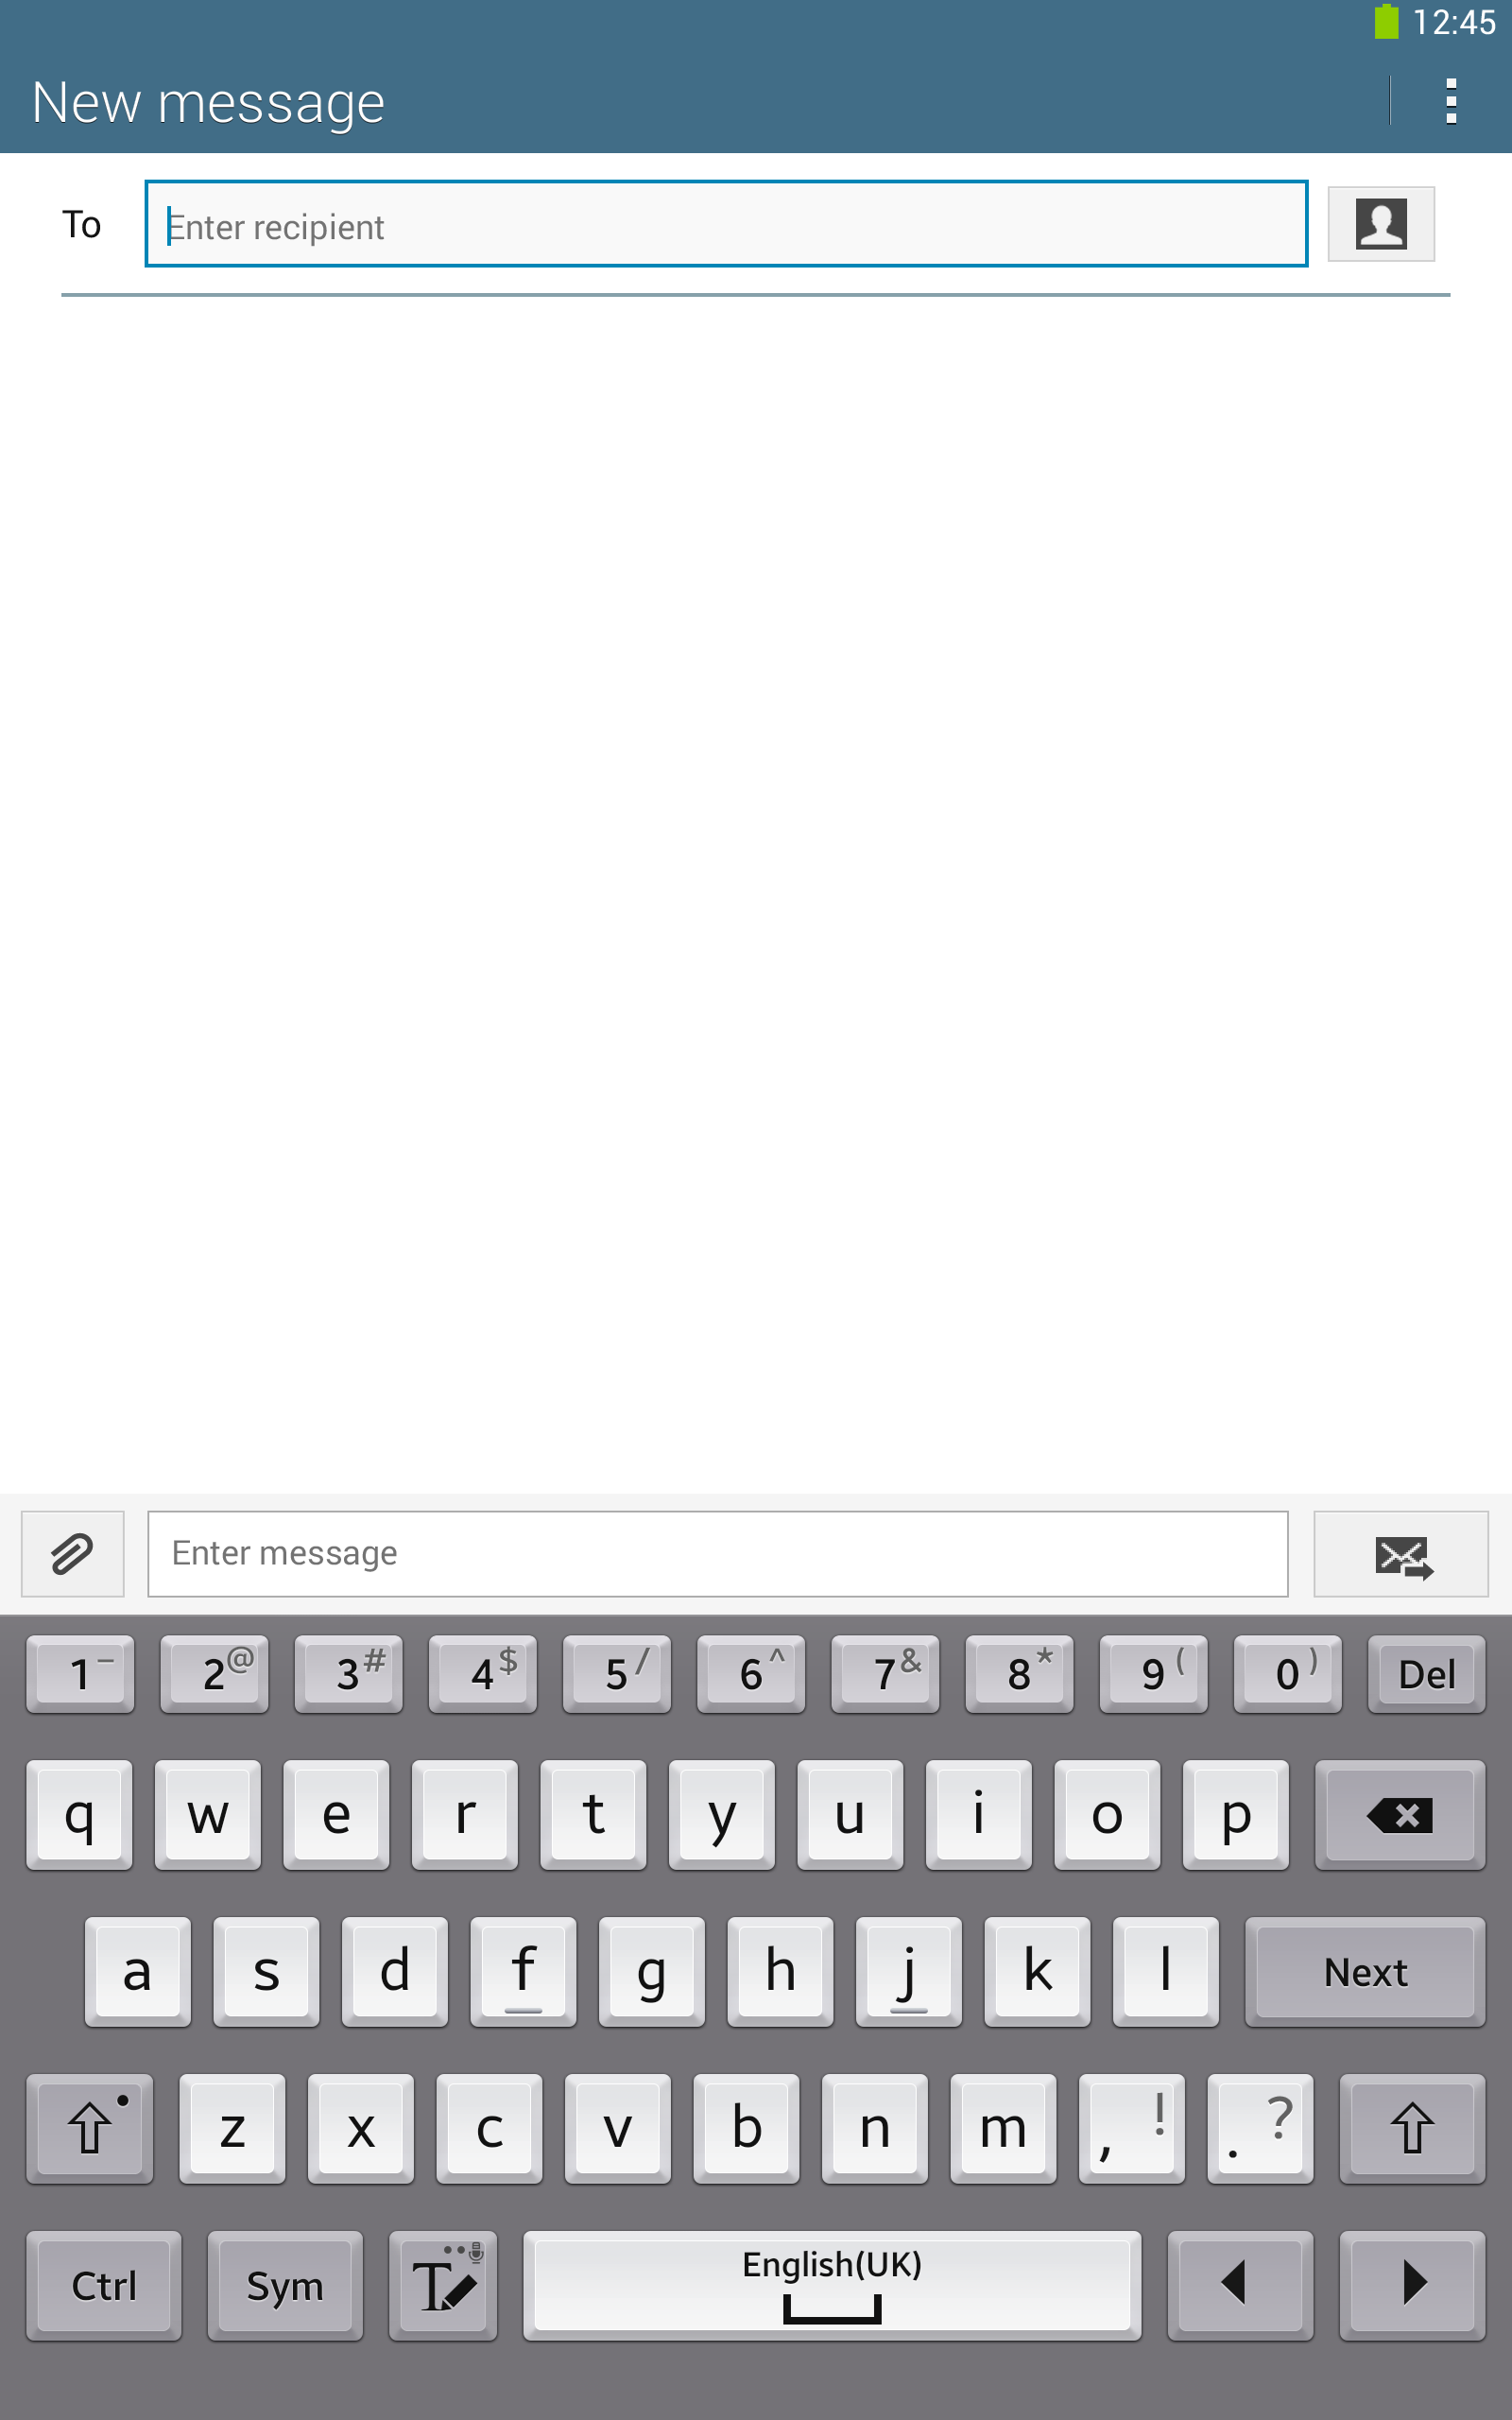 12:45
New message
To Enter recipient
Enter message
1 _ 2 @ 3 # 4 $ 5 / 6 ^ 7 & 8 * 9 ( 0 ) Del
q w e r t y u i o p
a s d f g h j k l Next
z x c v b n m , ! . ?
Ctrl Sym T English(UK)